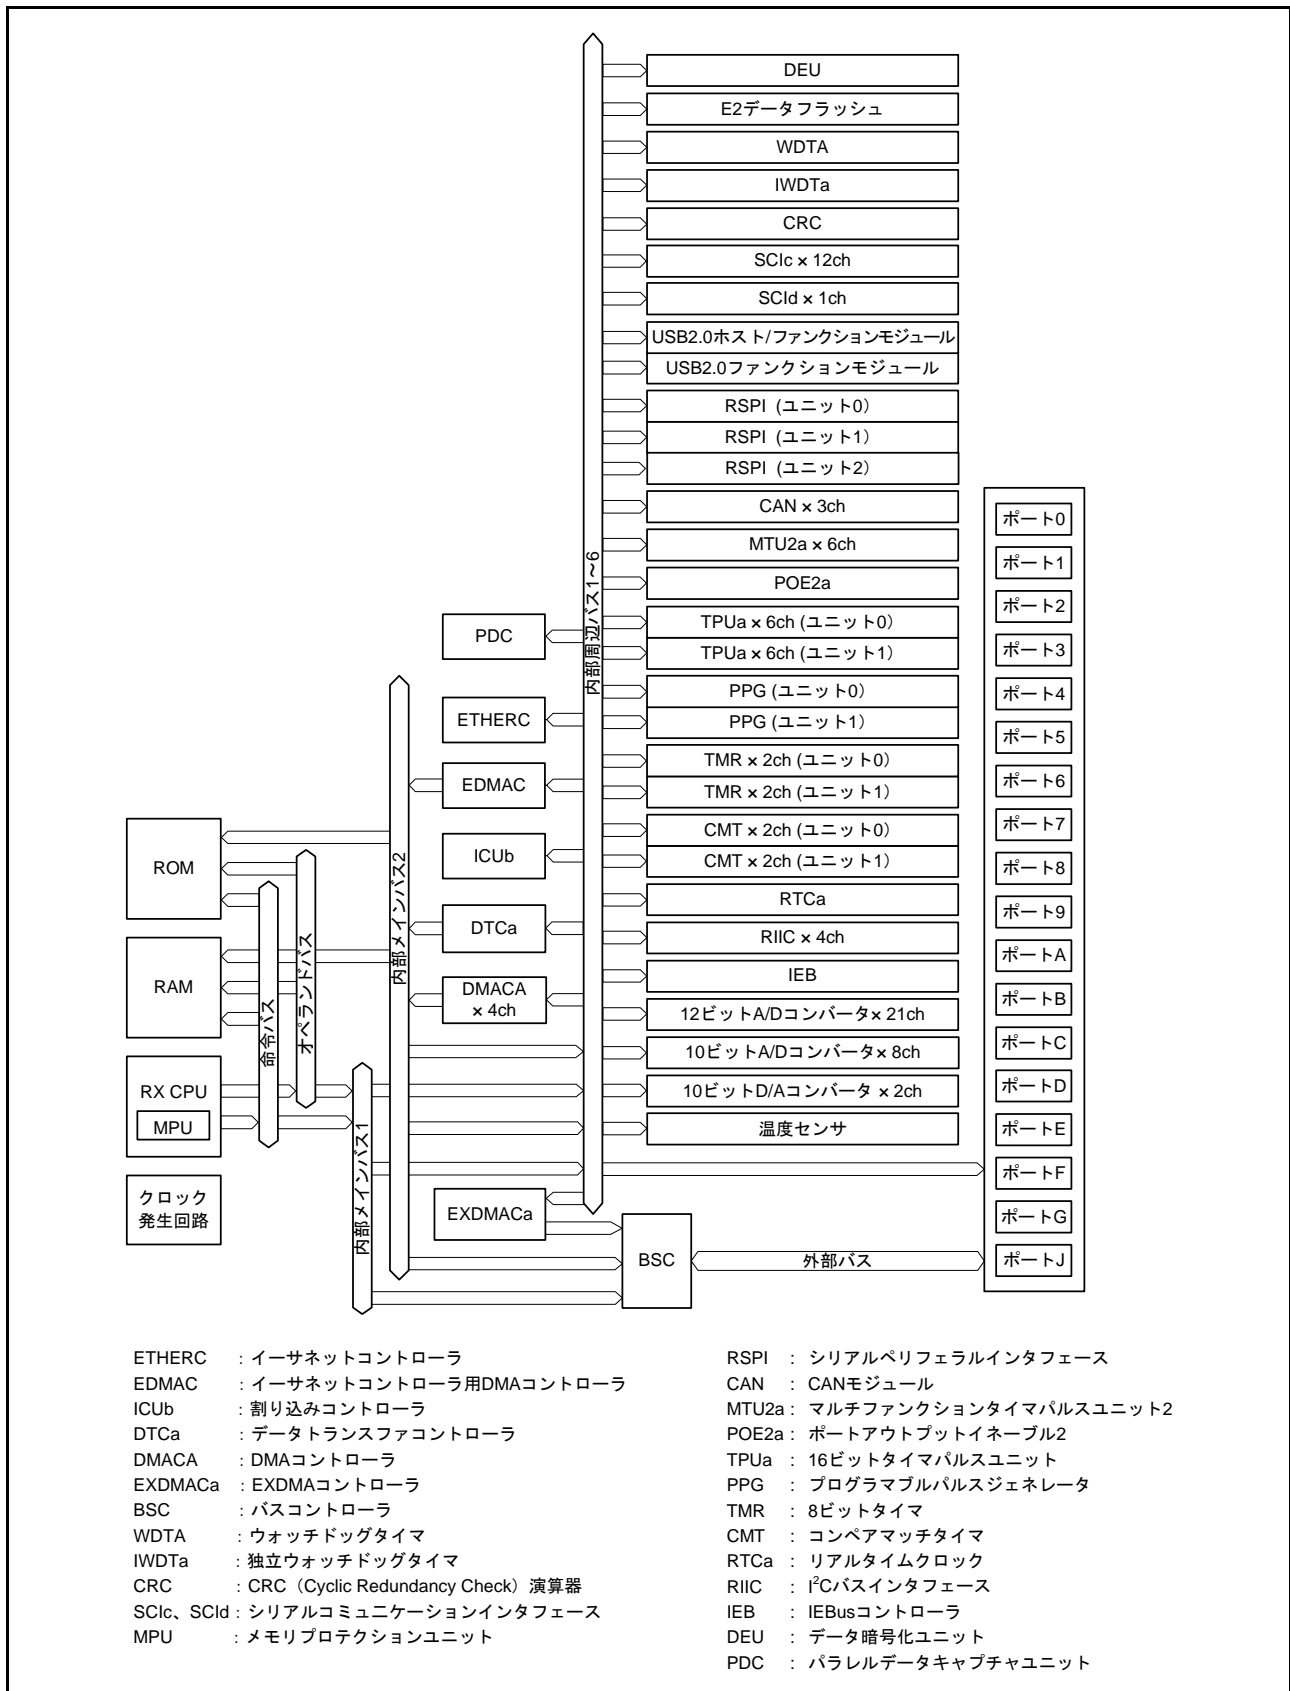 DEU
E2データフラッシュ
WDTA
IWDTa
CRC
SCIc × 12ch
SCId × 1ch
USB2.0ホスト/ファンクションモジュール
USB2.0ファンクションモジュール
RSPI (ユニット0)
RSPI (ユニット1)
RSPI (ユニット2)
CAN × 3ch
MTU2a × 6ch
POE2a
TPUa × 6ch (ユニット0)
TPUa × 6ch (ユニット1)
PPG (ユニット0)
PPG (ユニット1)
TMR × 2ch (ユニット0)
TMR × 2ch (ユニット1)
CMT × 2ch (ユニット0)
CMT × 2ch (ユニット1)
RTCa
RIIC × 4ch
IEB
12ビットA/Dコンバータ× 21ch
10ビットA/Dコンバータ× 8ch
10ビットD/Aコンバータ × 2ch
温度センサ
内部周辺バス1～6
PDC
ETHERC
EDMAC
ICUb
DTCa
DMACA
× 4ch
EXDMACa
BSC
外部バス
内部メインバス2
内部メインバス1
オペランドバス
命令バス
ROM
RAM
RX CPU
MPU
クロック
発生回路
ポート0
ポート1
ポート2
ポート3
ポート4
ポート5
ポート6
ポート7
ポート8
ポート9
ポートA
ポートB
ポートC
ポートD
ポートE
ポートF
ポートG
ポートJ
ETHERC : イーサネットコントローラ
EDMAC : イーサネットコントローラ用DMAコントローラ
ICUb : 割り込みコントローラ
DTCa : データトランスファコントローラ
DMACA : DMAコントローラ
EXDMACa : EXDMAコントローラ
BSC : バスコントローラ
WDTA : ウォッチドッグタイマ
IWDTa : 独立ウォッチドッグタイマ
CRC : CRC（Cyclic Redundancy Check）演算器
SCIc、SCId : シリアルコミュニケーションインタフェース
MPU : メモリプロテクションユニット
RSPI : シリアルペリフェラルインタフェース
CAN : CANモジュール
MTU2a : マルチファンクションタイマパルスユニット2
POE2a : ポートアウトプットイネーブル2
TPUa : 16ビットタイマパルスユニット
PPG : プログラマブルパルスジェネレータ
TMR : 8ビットタイマ
CMT : コンペアマッチタイマ
RTCa : リアルタイムクロック
RIIC : I²Cバスインタフェース
IEB : IEBusコントローラ
DEU : データ暗号化ユニット
PDC : パラレルデータキャプチャユニット